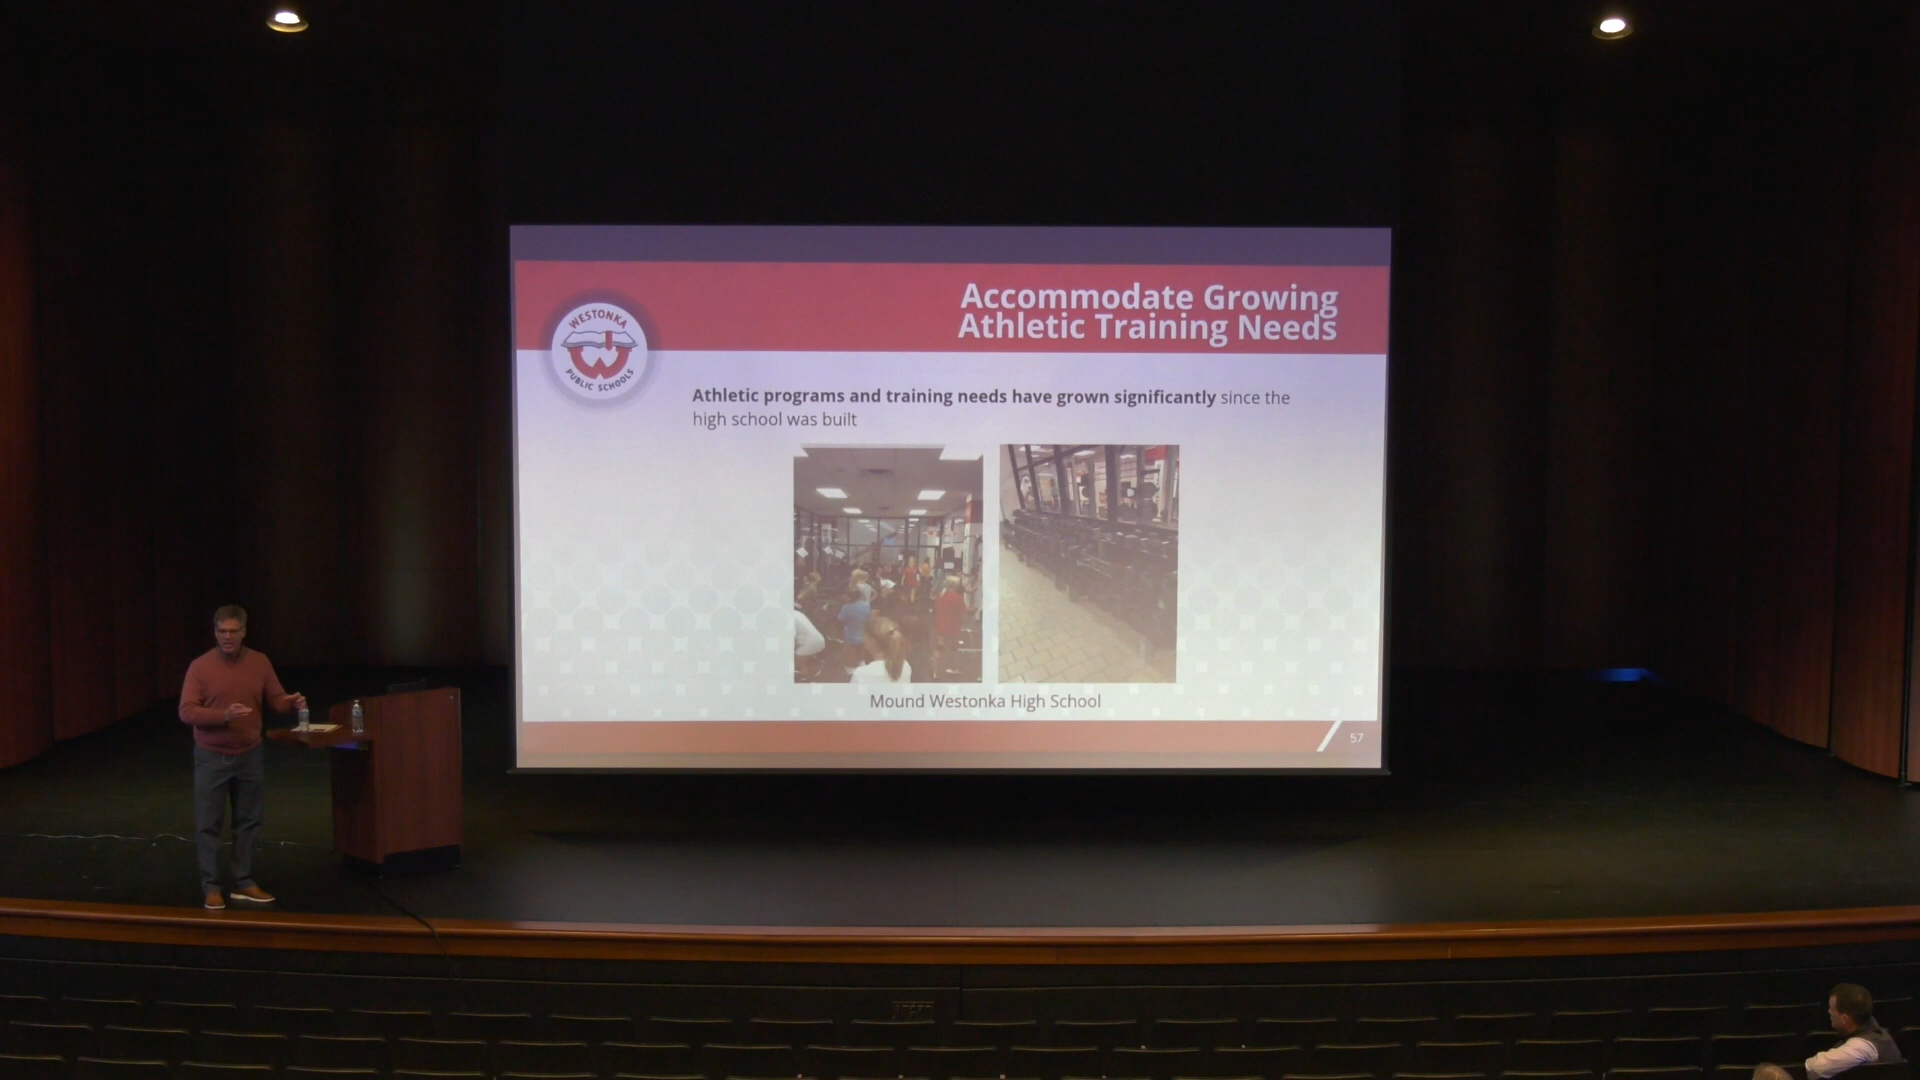 Accommodate Growing
Athletic Training Needs
WESTONKA
PUBLIC SCHOOLS
Athletic programs and training needs have grown significantly since the
high school was built
Mound Westonka High School
57